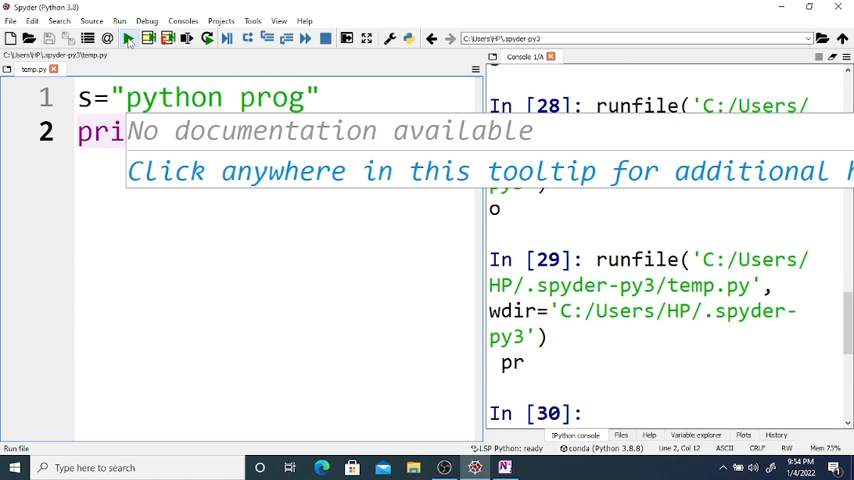 Spyder (Python 3.8)
File Edit Search Source Run Debug Consoles Projects Tools View Help
C:\Users\HP\.spyder-py3
C:\Users\HP\.spyder-py3\temp.py
temp.py
Console 1/A
1 s="python prog"
2 pri
No documentation available
Click anywhere in this tooltip for additional h
In [28]: runfile('C:/Users/
py3')
o
In [29]: runfile('C:/Users/
HP/.spyder-py3/temp.py',
wdir='C:/Users/HP/.spyder-
py3')
pr
In [30]:
IPython console Files Help Variable explorer Plots History
Run file
LSP Python: ready conda (Python 3.8.8) Line 2, Col 12 ASCII CRLF RW Mem 73%
Type here to search
9:54 PM
1/4/2022